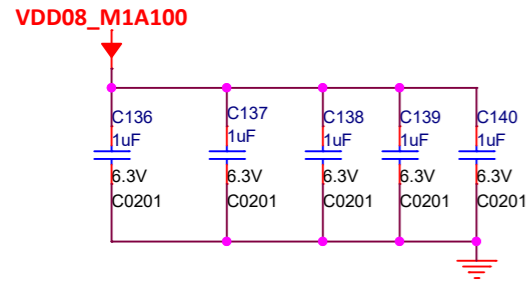 VDD08_M1A100
C136
1uF
6.3V
C0201
C137
1uF
6.3V
C0201
C138
1uF
6.3V
C0201
C139
1uF
6.3V
C0201
C140
1uF
6.3V
C0201